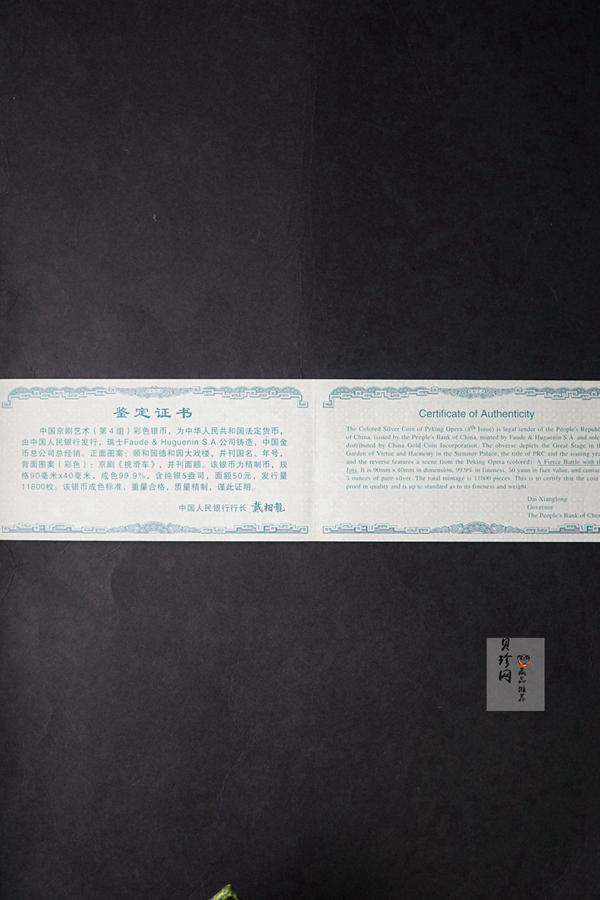 鉴定证书
中国京剧艺术（第4组）彩色银币，为中华人民共和国法定货币，
由中国人民银行发行，瑞士Faude & Huguenin S.A.公司铸造，中国金
币总公司总经销。正面图案：颐和园德和园大戏楼，并刊国名、年号，
背面图案（彩色）：京剧《挑滑车》，并刊面额。该银币为精制币，规
格90毫米x40毫米，成色99.9%，含纯银5盎司，面额50元，发行量
11800枚。该银币成色标准，重量合格，质量精制，谨此证明。
中国人民银行行长 戴相龙
Certificate of Authenticity
The Colored Silver Coin of Peking Opera (4th Issue) is legal tender of the People's Republ
of China, issued by the People's Bank of China, minted by Faude & Huguenin S.A. and sole
distributed by China Gold Coin Incorporation. The obverse depicts the Great Stage in th
Garden of Virtue and Harmony in the Summer Palace, the title of PRC and the issuing year
and the reverse features a scene from the Peking Opera (colored): A Fierce Battle with th
Jins. It is 90mm x 40mm in dimension, 99.9% in fineness, 50 yuan in face value, and contai
5 ounces of pure silver. The total mintage is 11800 pieces. This is to certify that the coin i
proof in quality and is up to standard as to its fineness and weight.
Dai Xianglong
Governor
The People's Bank of Chin
贝珍网
藏品推荐